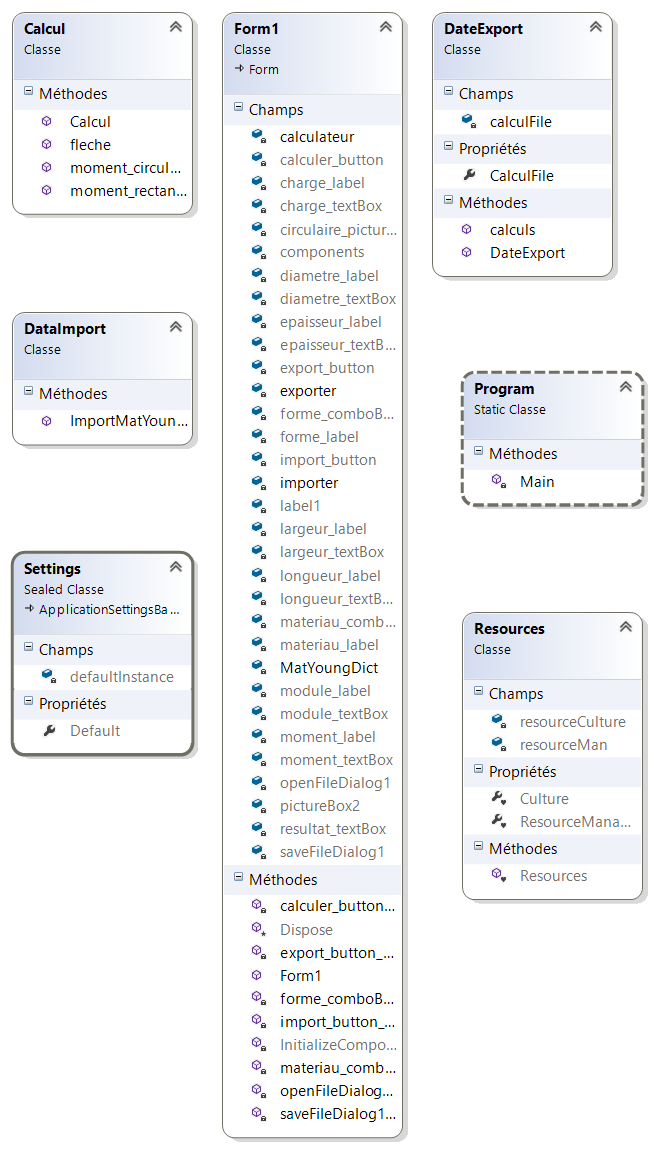 Calcul
Classe
Méthodes
Calcul
fleche
moment_circul...
moment_rectan...
DataImport
Classe
Méthodes
ImportMatYoun...
Settings
Sealed Classe
ApplicationSettingsBa...
Champs
defaultInstance
Propriétés
Default
Form1
Classe
Form
Champs
calculateur
calculer_button
charge_label
charge_textBox
circulaire_pictur...
components
diametre_label
diametre_textBox
epaisseur_label
epaisseur_textB...
export_button
exporter
forme_comboB...
forme_label
import_button
importer
label1
largeur_label
largeur_textBox
longueur_label
longueur_textB...
materiau_comb...
materiau_label
MatYoungDict
module_label
module_textBox
moment_label
moment_textBox
openFileDialog1
pictureBox2
resultat_textBox
saveFileDialog1
Méthodes
calculer_button...
Dispose
export_button_...
Form1
forme_comboB...
import_button_...
InitializeCompo...
materiau_comb...
openFileDialog...
saveFileDialog1...
DateExport
Classe
Champs
calculFile
Propriétés
CalculFile
Méthodes
calculs
DateExport
Program
Static Classe
Méthodes
Main
Resources
Classe
Champs
resourceCulture
resourceMan
Propriétés
Culture
ResourceMana...
Méthodes
Resources